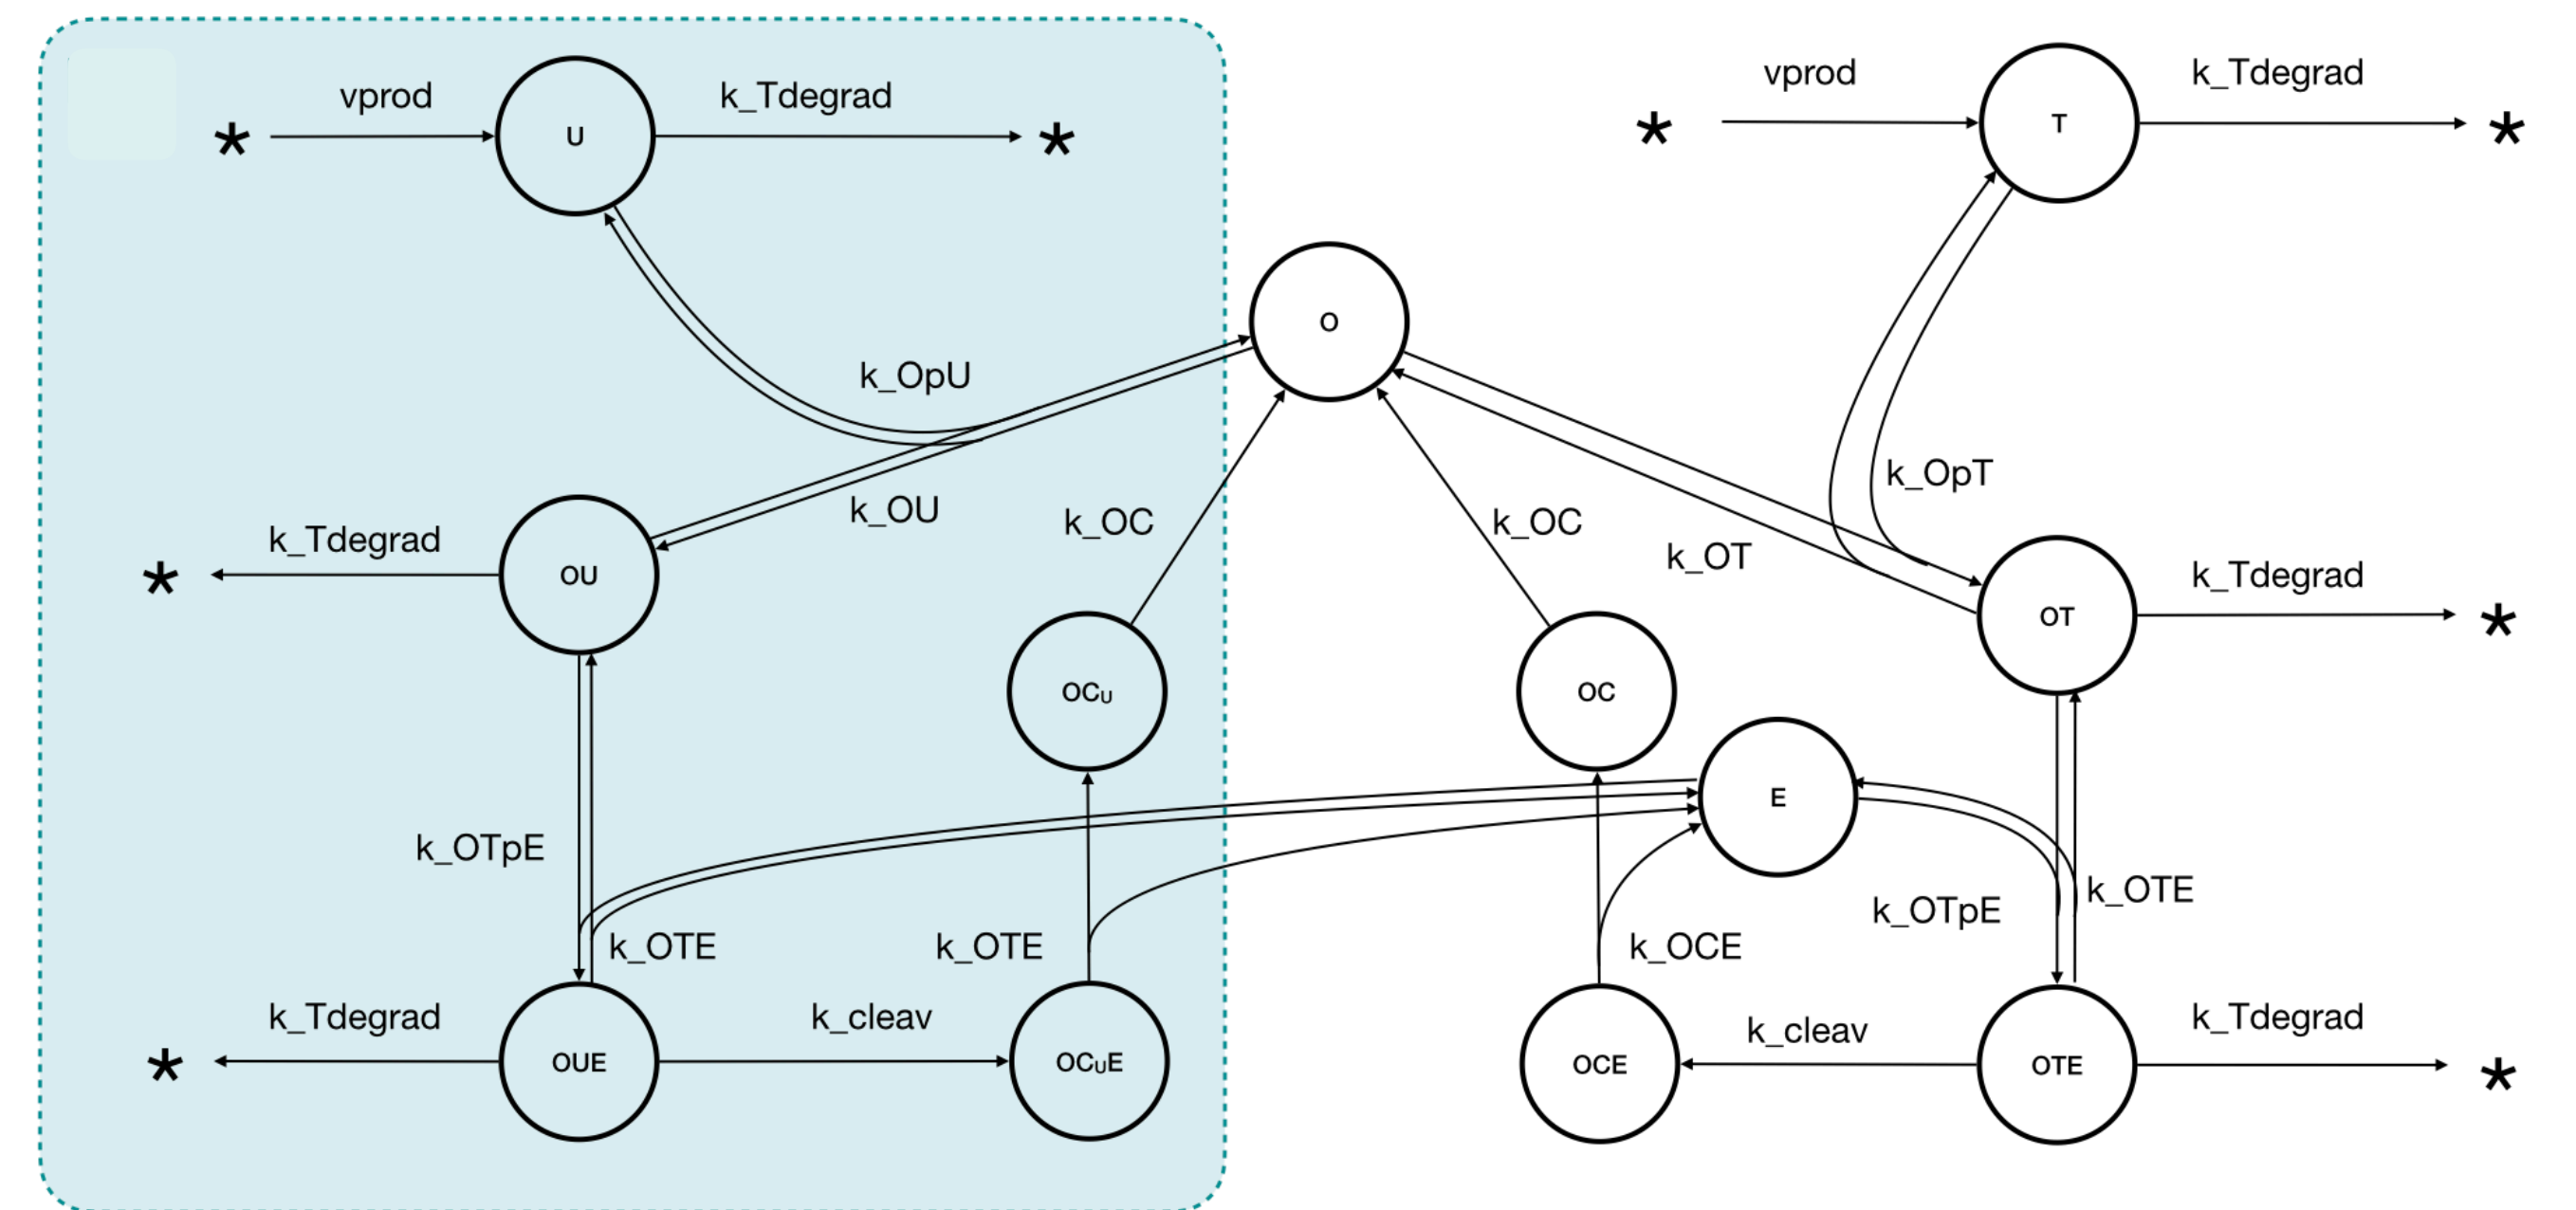 vprod
k_Tdegrad
vprod
k_Tdegrad
*
U
*
*
T
*
O
k_OpU
k_OpT
k_OU
k_OC
k_OC
k_OT
k_Tdegrad
k_Tdegrad
*
OU
OT
*
OCU
OC
E
k_OTpE
k_OTE
k_OTpE
k_OTE
k_OTE
k_OCE
k_Tdegrad
k_cleav
k_cleav
k_Tdegrad
*
OUE
OCUE
OCE
OTE
*